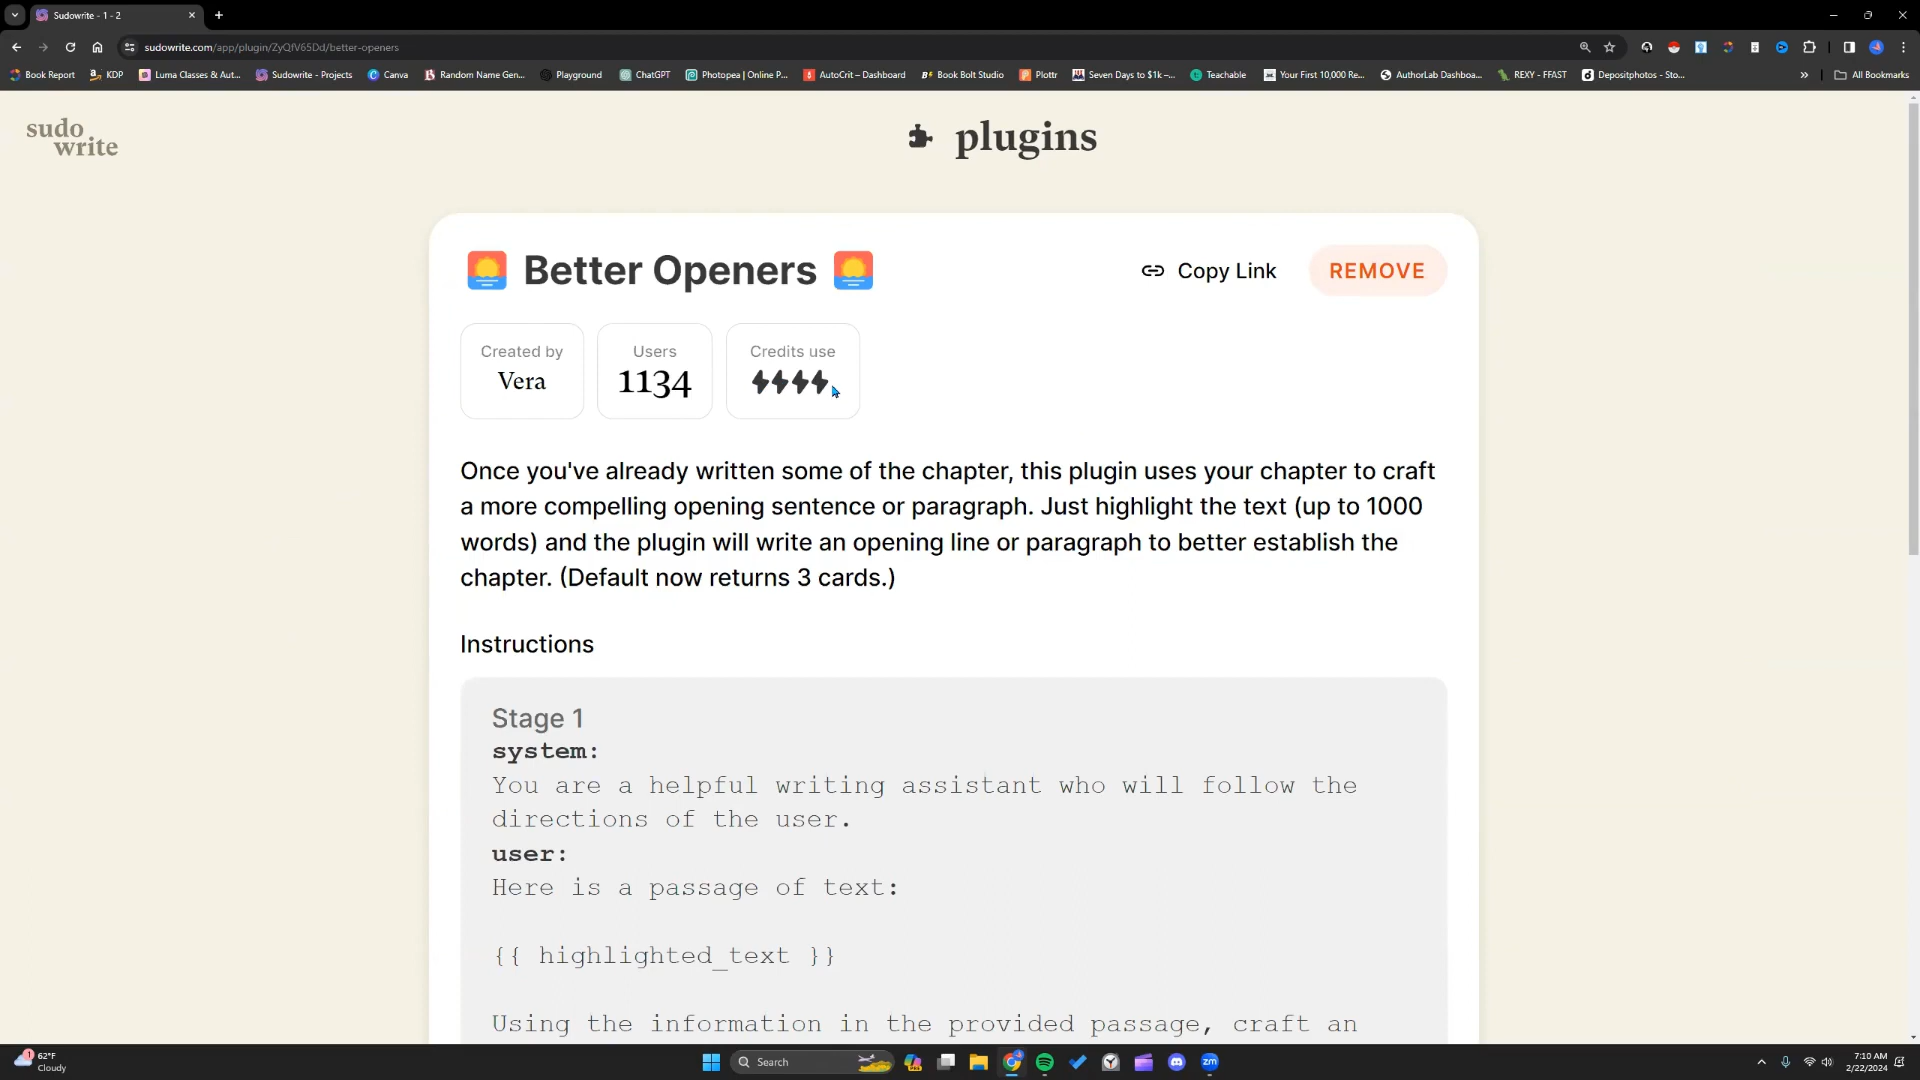 Sudowrite - 1 - 2
sudowrite.com/app/plugin/ZyQfV65Dd/better-openers
Book Report
KDP
Luma Classes & Aut...
Sudowrite - Projects
Canva
Random Name Gen...
Playground
ChatGPT
Photopea | Online P...
AutoCrit – Dashboard
Book Bolt Studio
Plottr
Seven Days to $1k –...
Teachable
Your First 10,000 Re...
AuthorLab Dashboa...
REXY - FFAST
Depositphotos - Sto...
All Bookmarks
sudo
write
plugins
Better Openers
Copy Link
REMOVE
Created by
Vera
Users
1134
Credits use
Once you've already written some of the chapter, this plugin uses your chapter to craft
a more compelling opening sentence or paragraph. Just highlight the text (up to 1000
words) and the plugin will write an opening line or paragraph to better establish the
chapter. (Default now returns 3 cards.)
Instructions
Stage 1
system:
You are a helpful writing assistant who will follow the
directions of the user.
user:
Here is a passage of text:
{{ highlighted_text }}
Using the information in the provided passage, craft an
62°F
Cloudy
Search
7:10 AM
2/22/2024